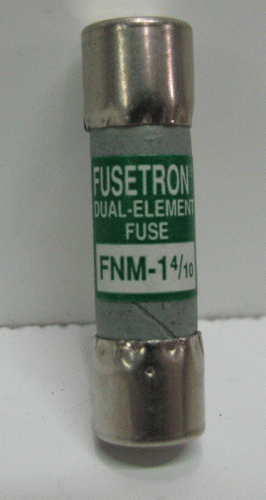 FUSETRON
DUAL-ELEMENT
FUSE
FNM-1 4/10